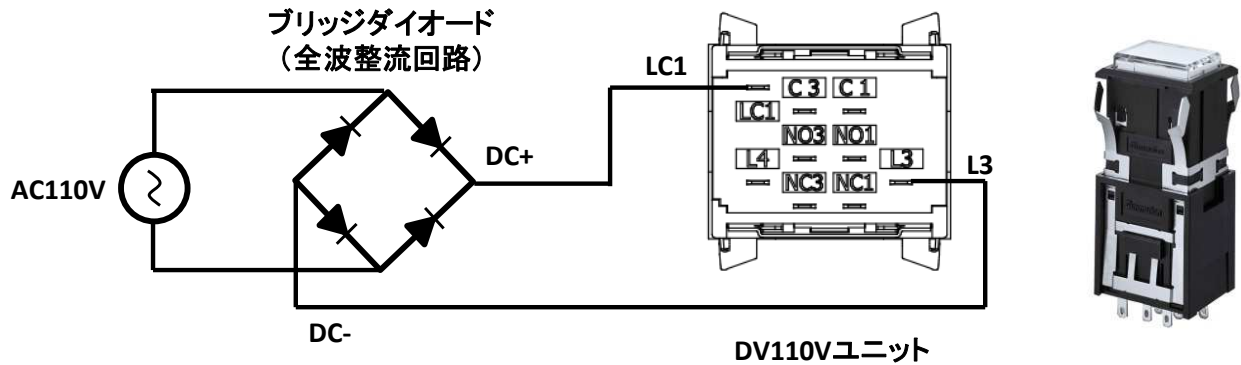 ブリッジダイオード
（全波整流回路）
LC1
C3 C1
LC1
NO3 NO1
DC+
L4 L3
L3
AC110V
NC3 NC1
DC-
DV110Vユニット